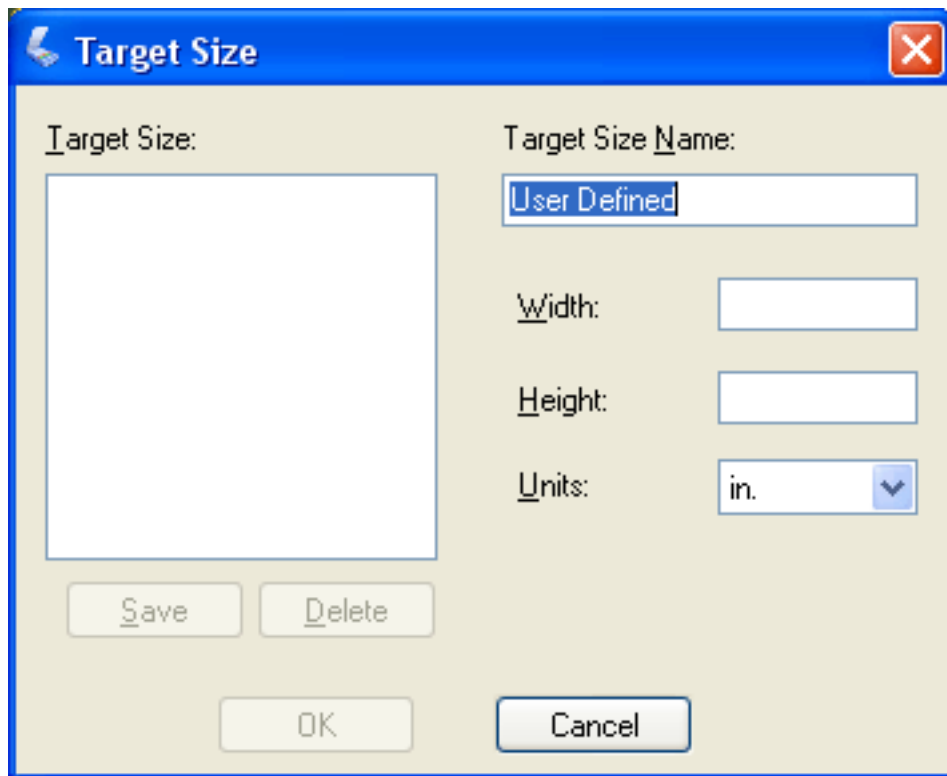 Target Size
Target Size:
Target Size Name:
User Defined
Width:
Height:
Units:
in.
Save
Delete
OK
Cancel